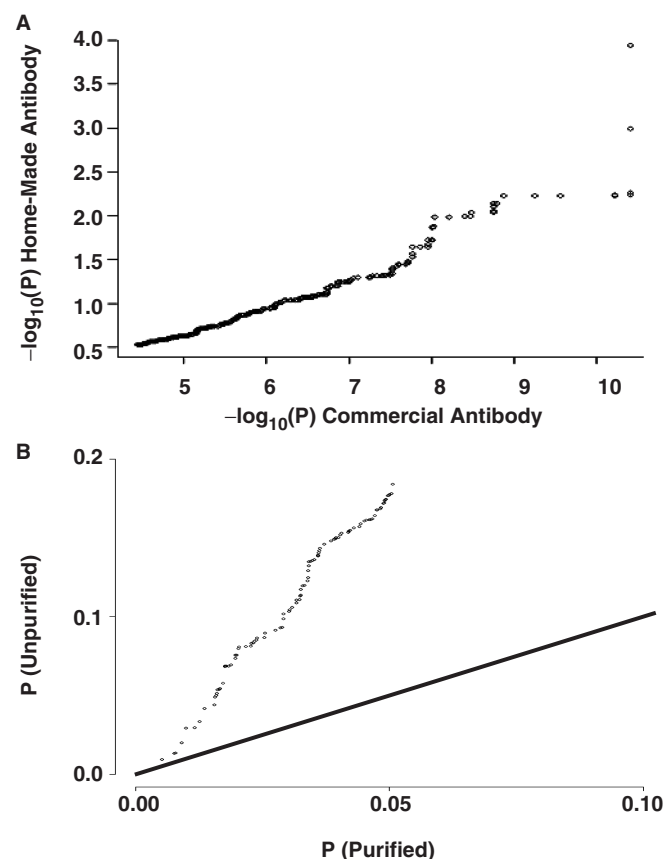 A
4.0
3.5
3.0
2.5
2.0
1.5
1.0
0.5
–log10(P) Home-Made Antibody
5 6 7 8 9 10
–log10(P) Commercial Antibody
B
0.2
0.1
0.0
P (Unpurified)
0.00 0.05 0.10
P (Purified)